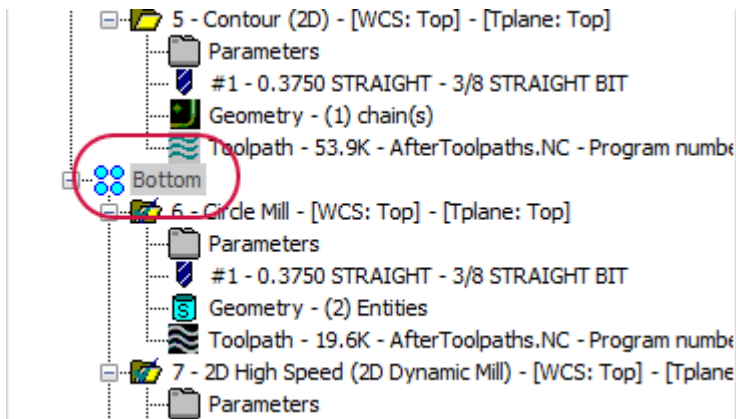 5 - Contour (2D) - [WCS: Top] - [Tplane: Top]
Parameters
#1 - 0.3750 STRAIGHT - 3/8 STRAIGHT BIT
Geometry - (1) chain(s)
Toolpath - 53.9K - AfterToolpaths.NC - Program numbe
Bottom
6 - Circle Mill - [WCS: Top] - [Tplane: Top]
Parameters
#1 - 0.3750 STRAIGHT - 3/8 STRAIGHT BIT
Geometry - (2) Entities
Toolpath - 19.6K - AfterToolpaths.NC - Program numbe
7 - 2D High Speed (2D Dynamic Mill) - [WCS: Top] - [Tplane
Parameters